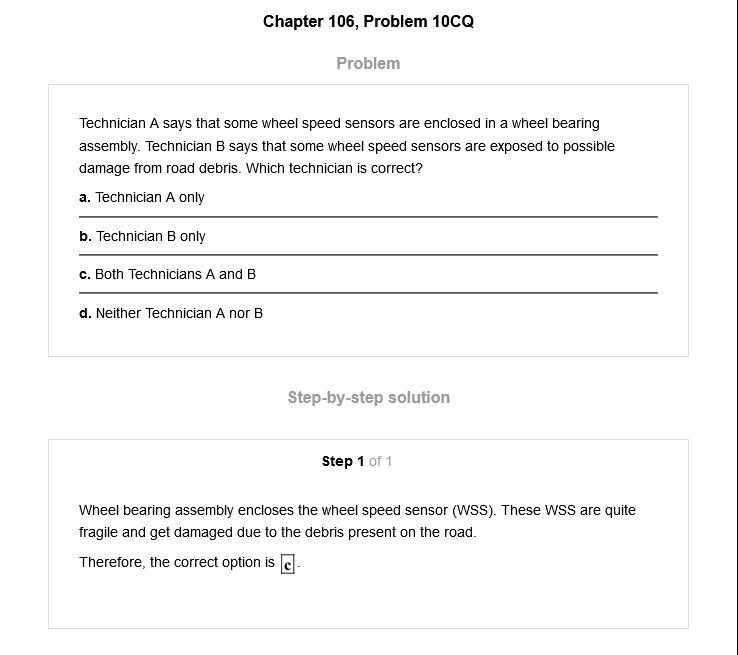 Chapter 106, Problem 10CQ
Problem
Technician A says that some wheel speed sensors are enclosed in a wheel bearing
assembly. Technician B says that some wheel speed sensors are exposed to possible
damage from road debris. Which technician is correct?
a. Technician A only
b. Technician B only
c. Both Technicians A and B
d. Neither Technician A nor B
Step-by-step solution
Step 1 of 1
Wheel bearing assembly encloses the wheel speed sensor (WSS). These WSS are quite
fragile and get damaged due to the debris present on the road.
Therefore, the correct option is c.